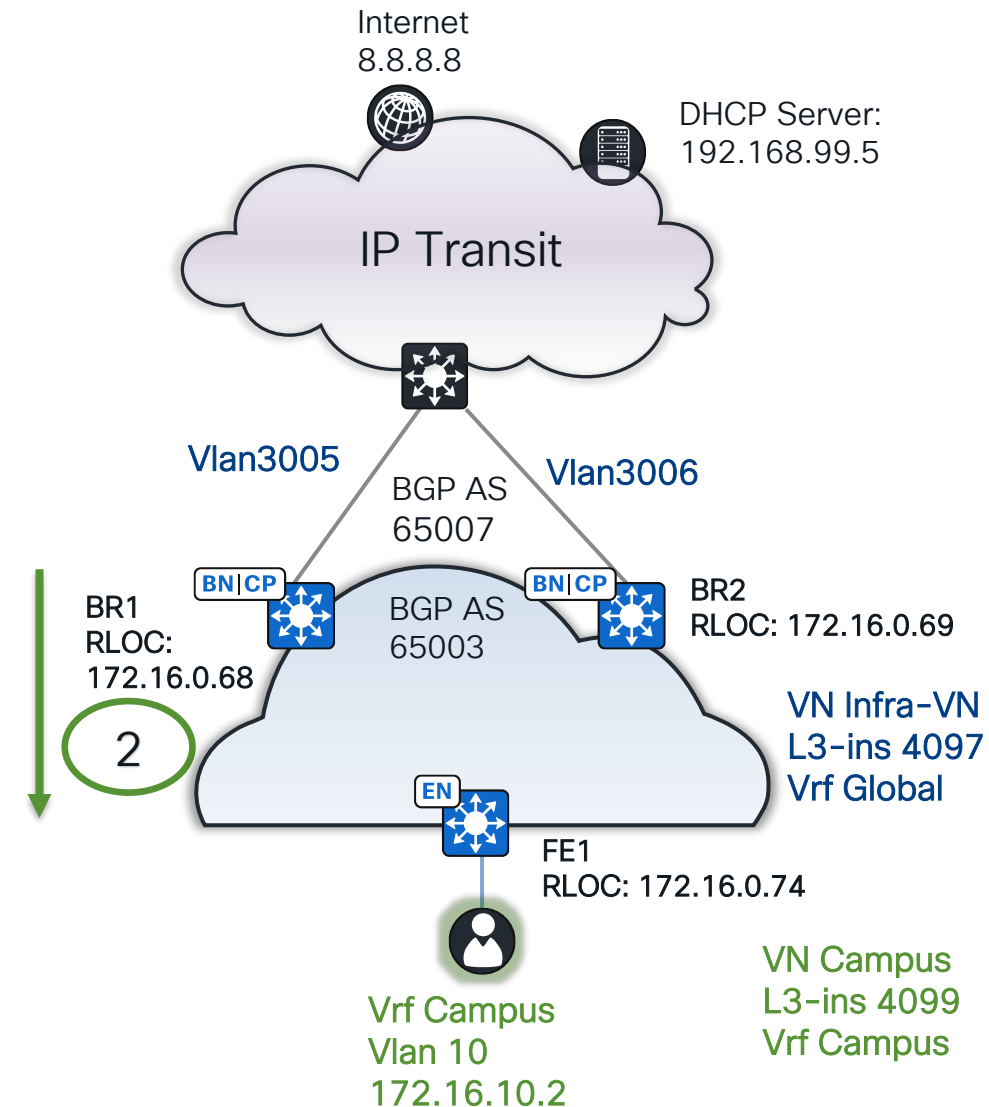 Internet
8.8.8.8
DHCP Server:
192.168.99.5
IP Transit
Vlan3005
Vlan3006
BGP AS
65007
BN|CP
BN|CP
BR1
RLOC:
172.16.0.68
BGP AS
65003
BR2
RLOC: 172.16.0.69
2
VN Infra-VN
L3-ins 4097
Vrf Global
EN
FE1
RLOC: 172.16.0.74
Vrf Campus
Vlan 10
172.16.10.2
VN Campus
L3-ins 4099
Vrf Campus